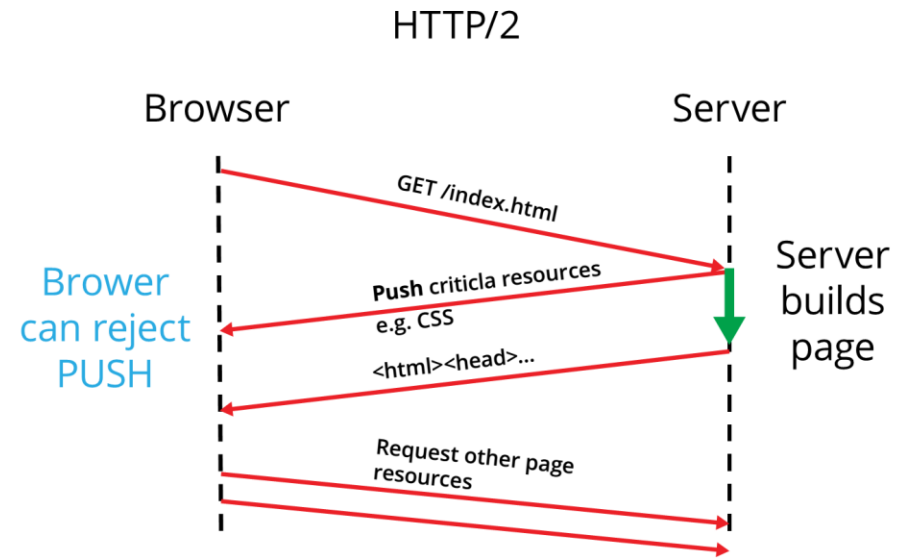 HTTP/2
Browser
Server
GET /index.html
Push criticla resources
e.g. CSS
Brower
can reject
PUSH
Server
builds
page
<html><head>...
Request other page
resources